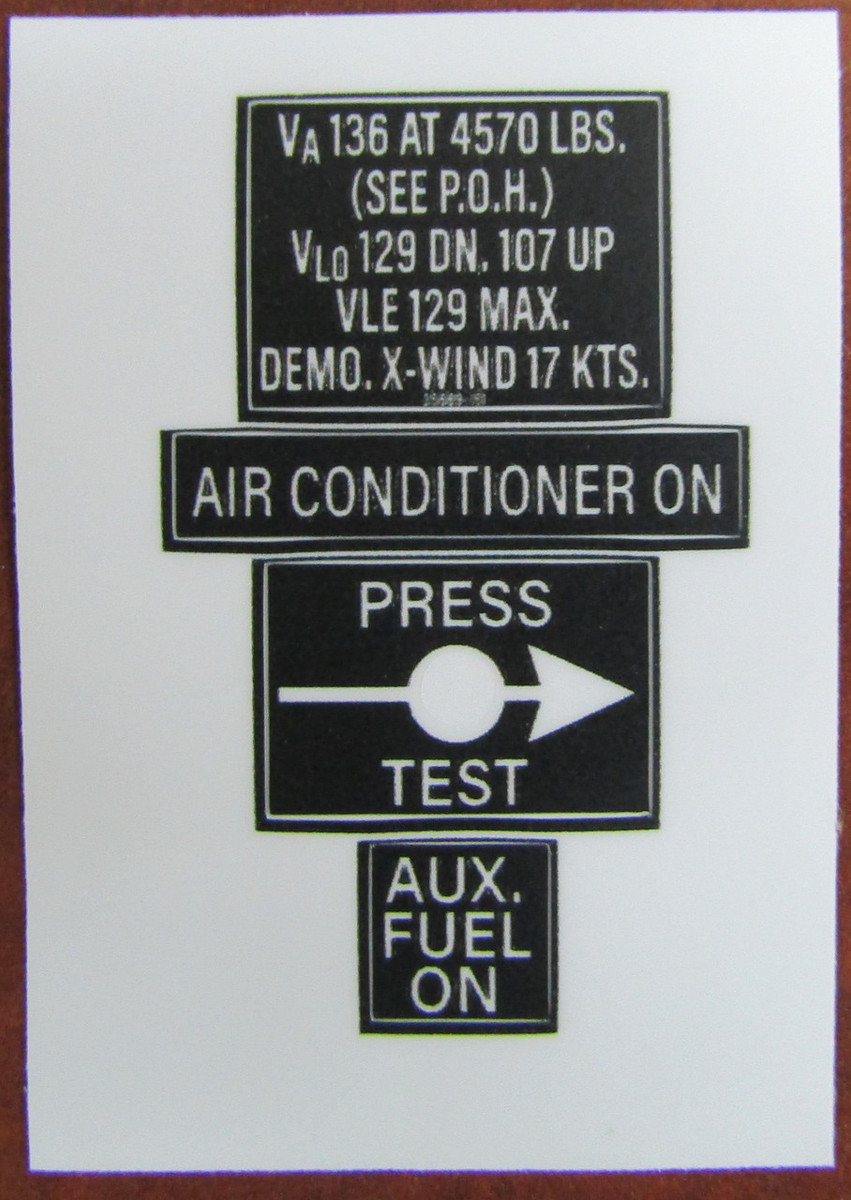 VA 136 AT 4570 LBS.
(SEE P.O.H.)
VLO 129 DN. 107 UP
VLE 129 MAX.
DEMO. X-WIND 17 KTS.
AIR CONDITIONER ON
PRESS
TEST
AUX.
FUEL
ON